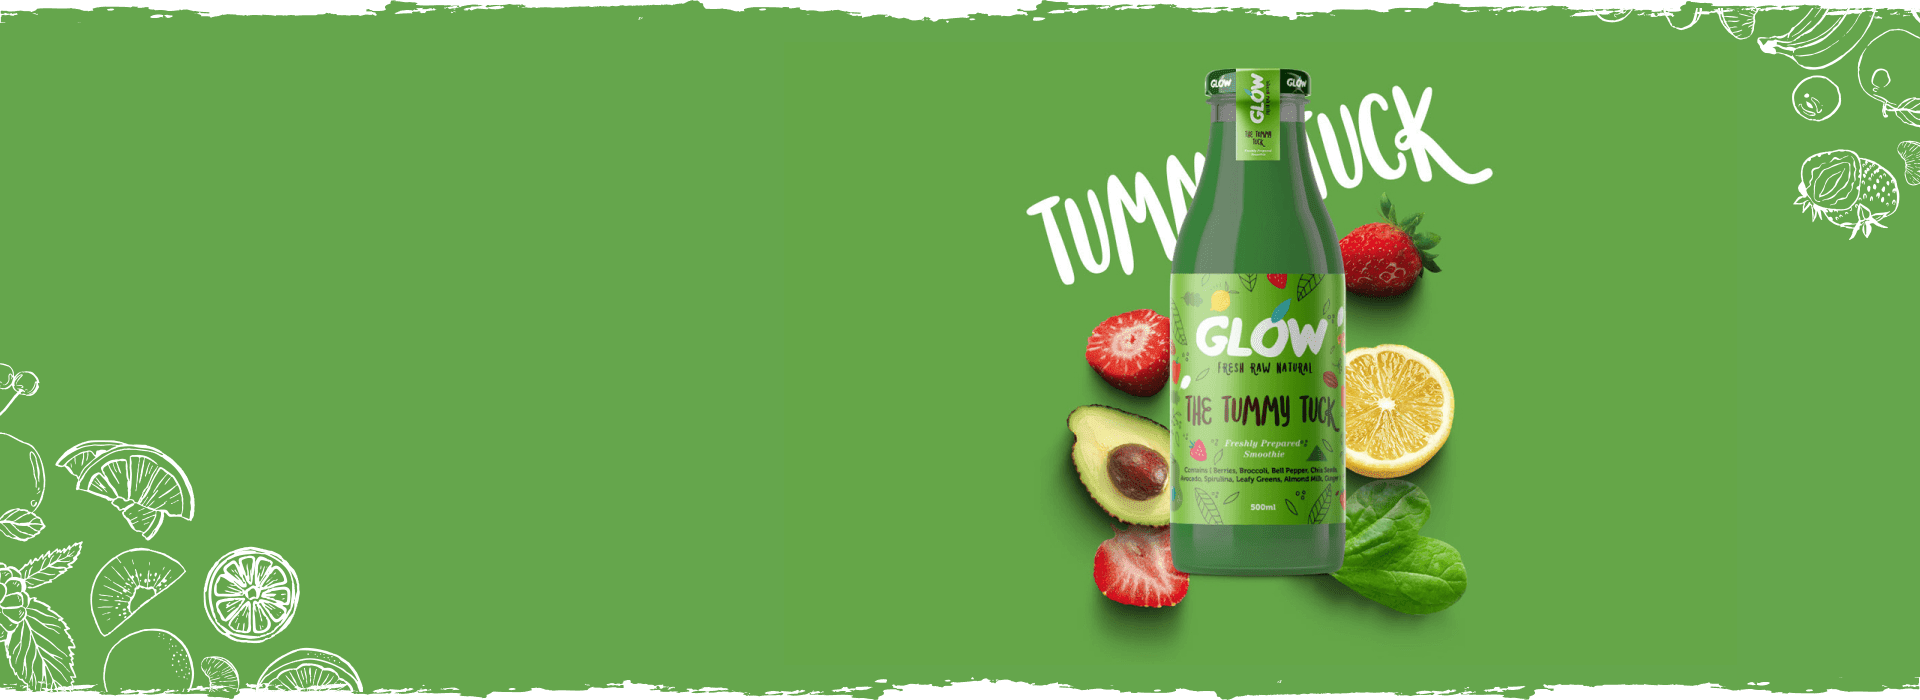 GLOW
GLOW
GLOW
THE TUMMY
TUCK
TUMMY TUCK
GLOW
FRESH RAW NATURAL
THE TUMMY TUCK
Freshly Prepared
Smoothie
Contains ( Berries, Broccoli, Bell Pepper, Chia Seeds,
Avocado, Spirulina, Leafy Greens, Almond Milk, Ginger
500ml